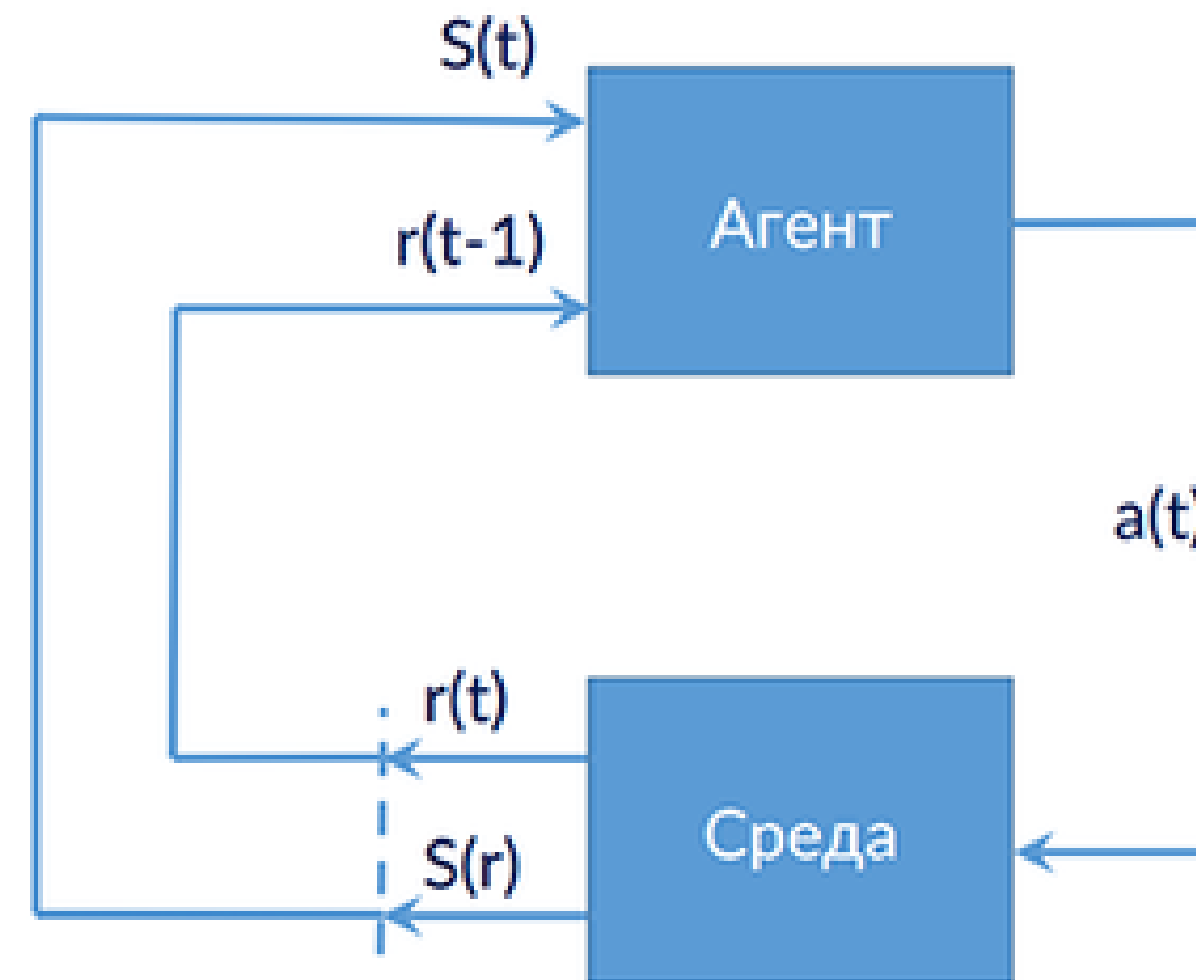 S(t)
Агент
r(t-1)
a(t)
r(t)
Среда
S(r)